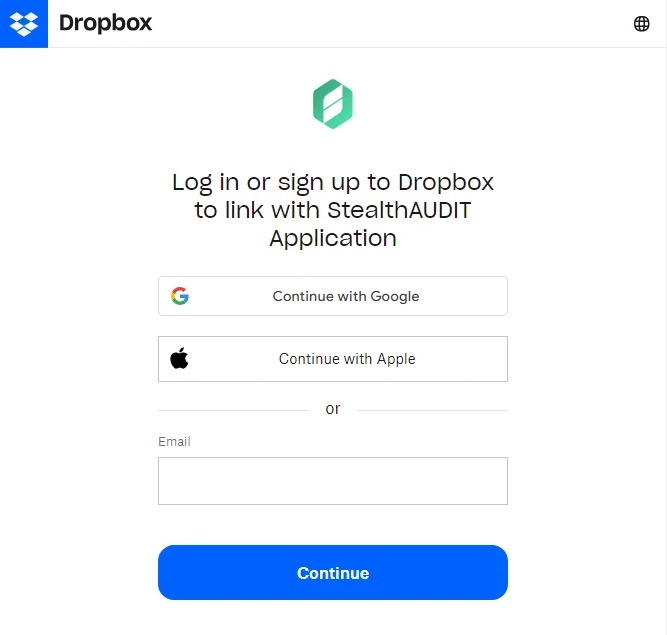 Dropbox
Log in or sign up to Dropbox
to link with StealthAUDIT
Application
Continue with Google
Continue with Apple
or
Email
Continue